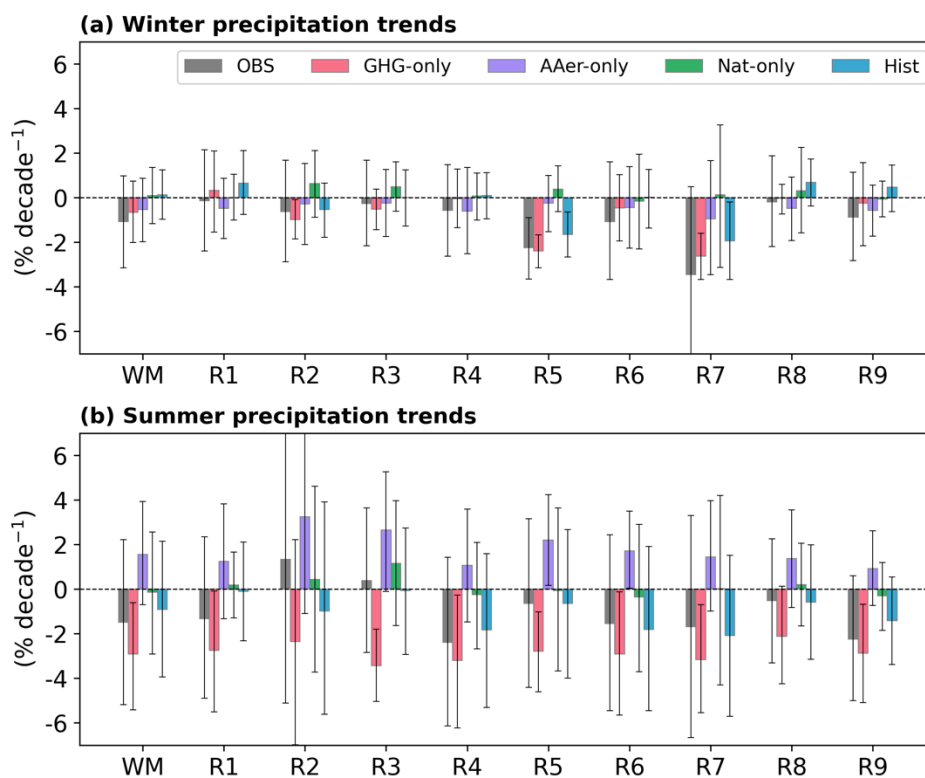 (a) Winter precipitation trends
OBS GHG-only AAer-only Nat-only Hist
(% decade⁻¹)
6
4
2
0
-2
-4
-6
WM R1 R2 R3 R4 R5 R6 R7 R8 R9
(b) Summer precipitation trends
(% decade⁻¹)
6
4
2
0
-2
-4
-6
WM R1 R2 R3 R4 R5 R6 R7 R8 R9